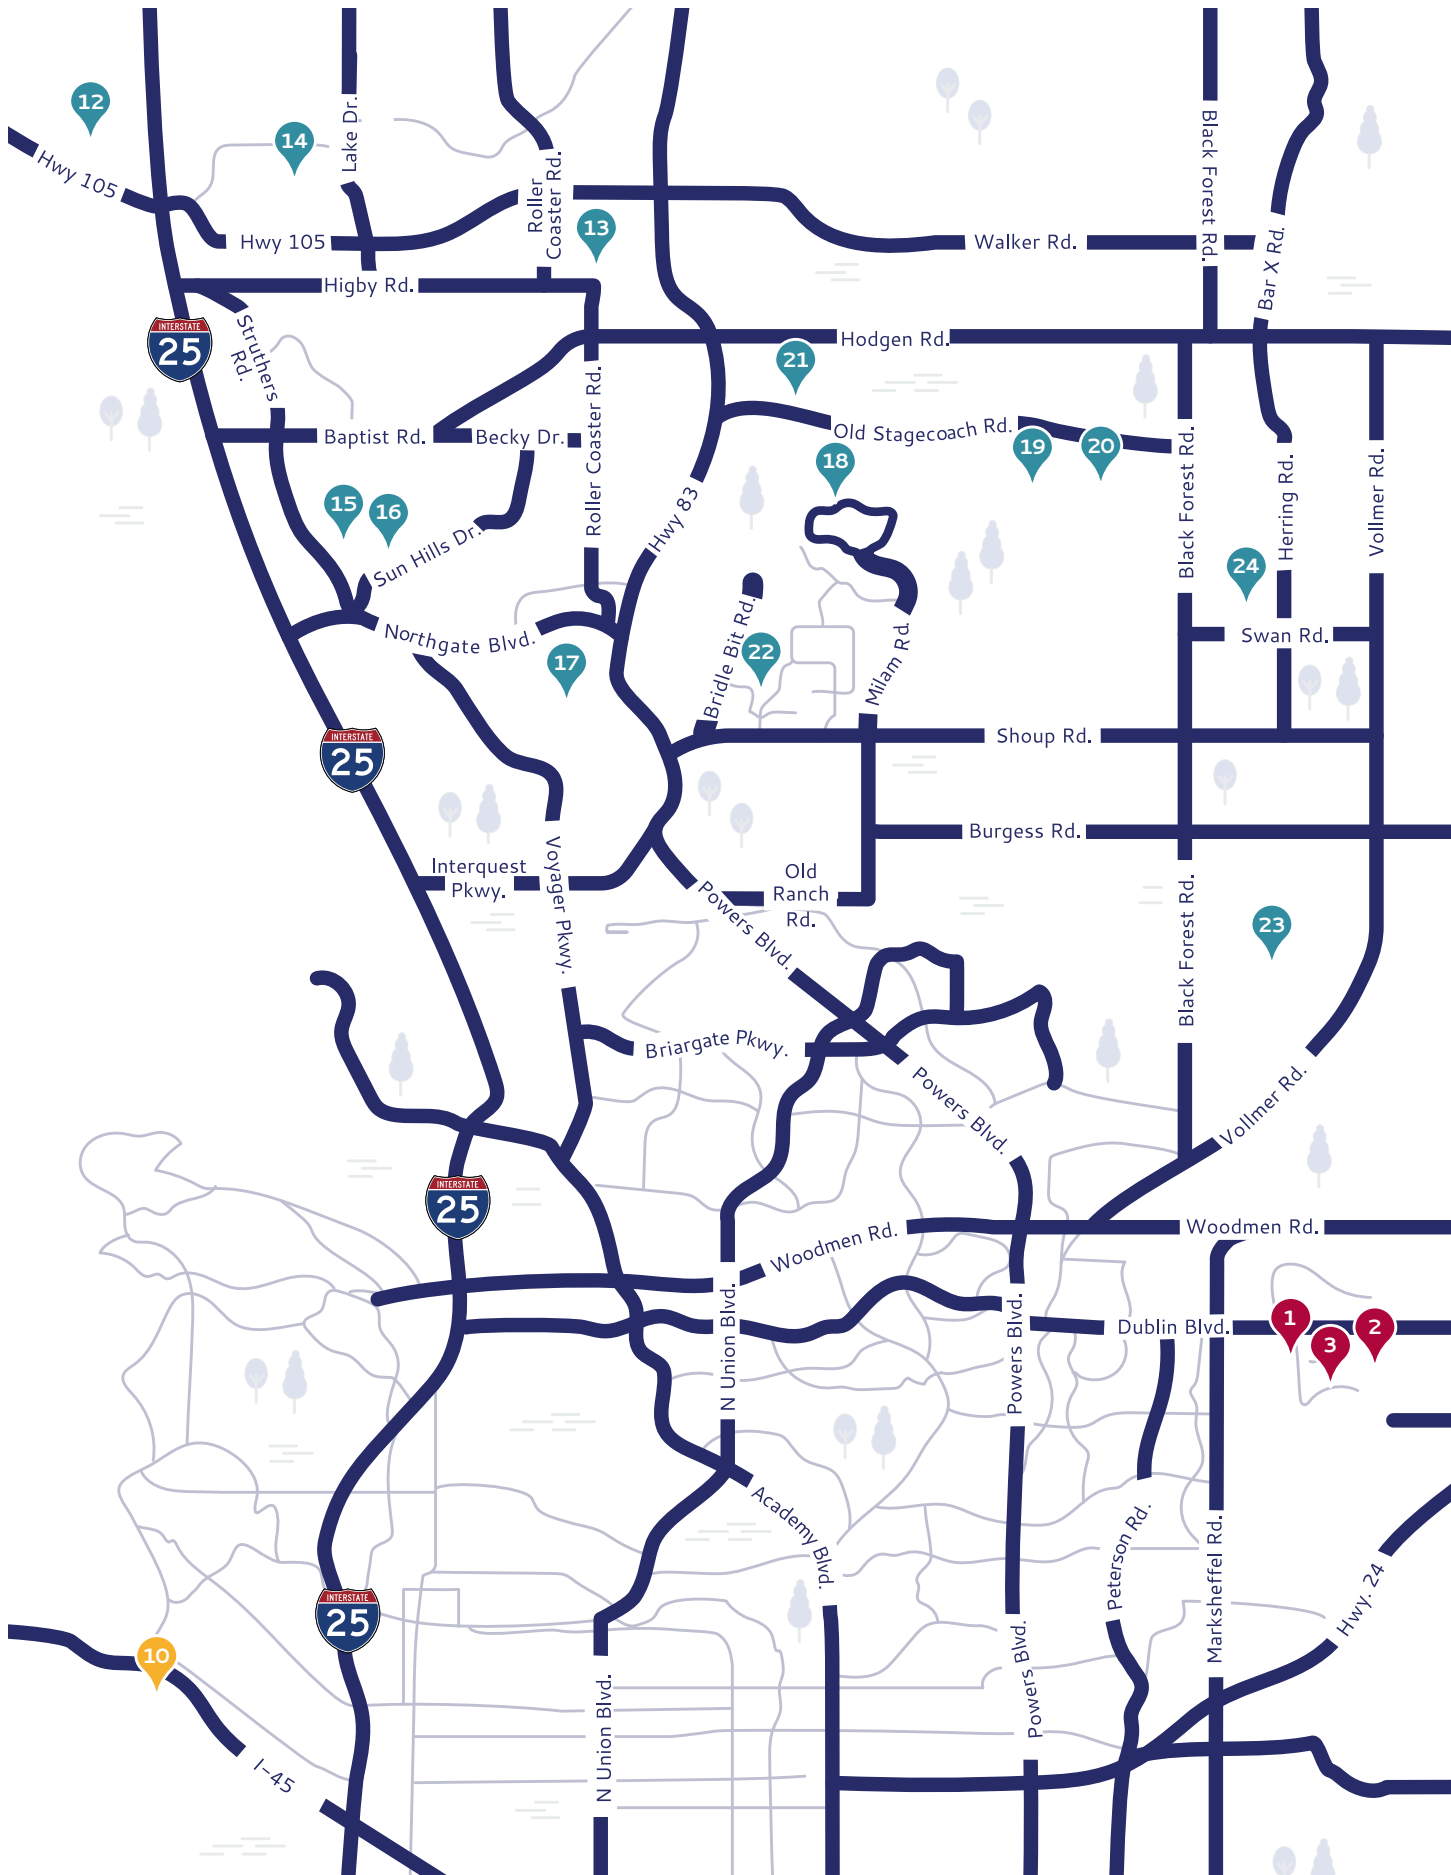 12
Hwy 105
14
Lake Dr.
Roller
Coaster Rd.
13
Hwy 105
Higby Rd.
Walker Rd.
Black Forest Rd.
Bar X Rd.
INTERSTATE
25
Struthers
Rd.
Hodgen Rd.
21
Baptist Rd.
Becky Dr.
Roller Coaster Rd.
Old Stagecoach Rd.
18
19
20
Black Forest Rd.
Herring Rd.
Vollmer Rd.
15
16
Sun Hills Dr.
Hwy 83
24
Northgate Blvd.
17
Bridle Bit Rd.
22
Milam Rd.
Swan Rd.
INTERSTATE
25
Shoup Rd.
Burgess Rd.
Interquest
Pkwy.
Voyager Pkwy.
Old
Ranch
Rd.
Powers Blvd.
Black Forest Rd.
23
Briargate Pkwy.
Powers Blvd.
Vollmer Rd.
INTERSTATE
25
Woodmen Rd.
Woodmen Rd.
N Union Blvd.
Powers Blvd.
Dublin Blvd.
1
3
2
Academy Blvd.
Peterson Rd.
Marksheffel Rd.
Hwy. 24
INTERSTATE
25
10
I-45
N Union Blvd.
Powers Blvd.